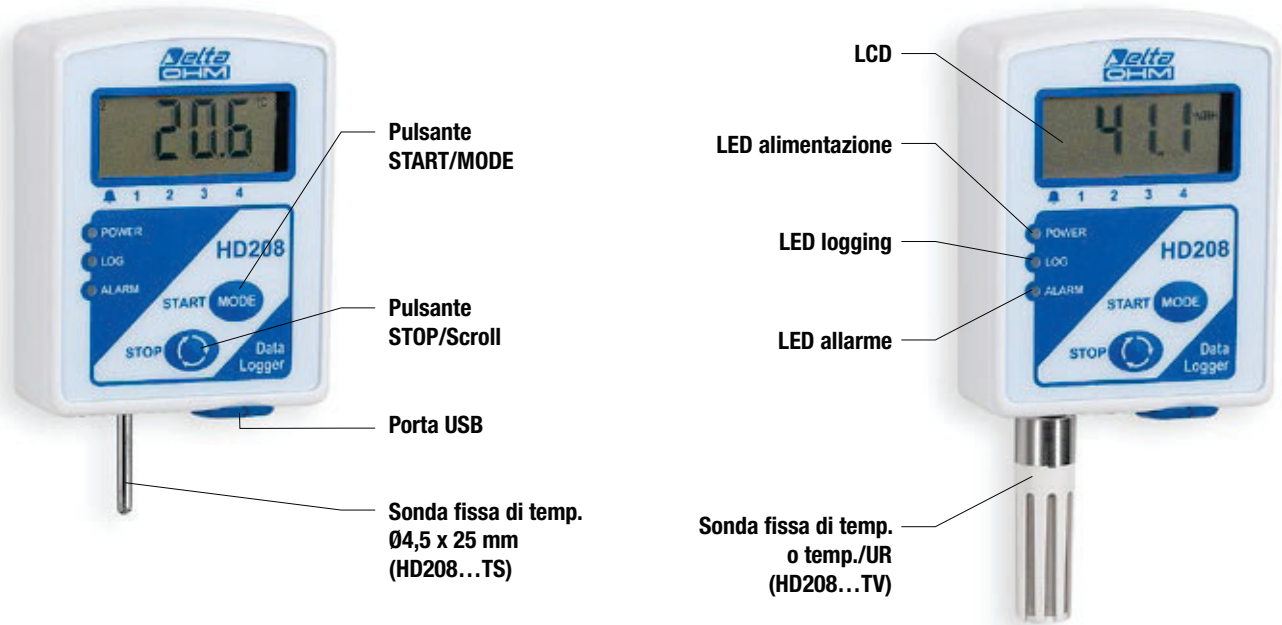 Delta
OHM
20.6 °C
1 2 3 4
POWER
LOG
ALARM
HD208
START MODE
STOP
Data
Logger
Pulsante
START/MODE
Pulsante
STOP/Scroll
Porta USB
Sonda fissa di temp.
Ø4,5 x 25 mm
(HD208...TS)
LCD
LED alimentazione
LED logging
LED allarme
Sonda fissa di temp.
o temp./UR
(HD208...TV)
Delta
OHM
41.1 %RH
1 2 3 4
POWER
LOG
ALARM
HD208
START MODE
STOP
Data
Logger